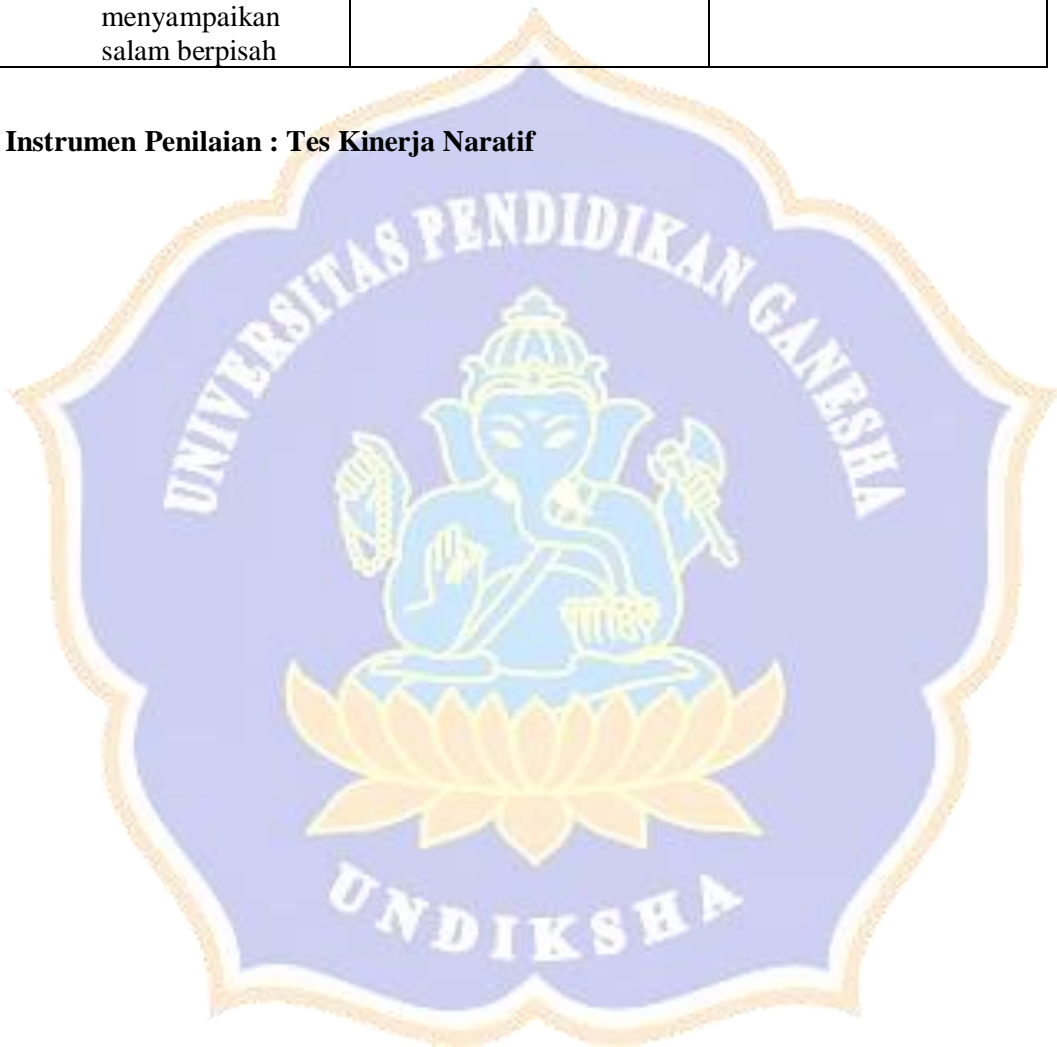 menyampaikan
salam berpisah
Instrumen Penilaian : Tes Kinerja Naratif
UNIVERSITAS PENDIDIKAN GANESHA
UNDIKSHA